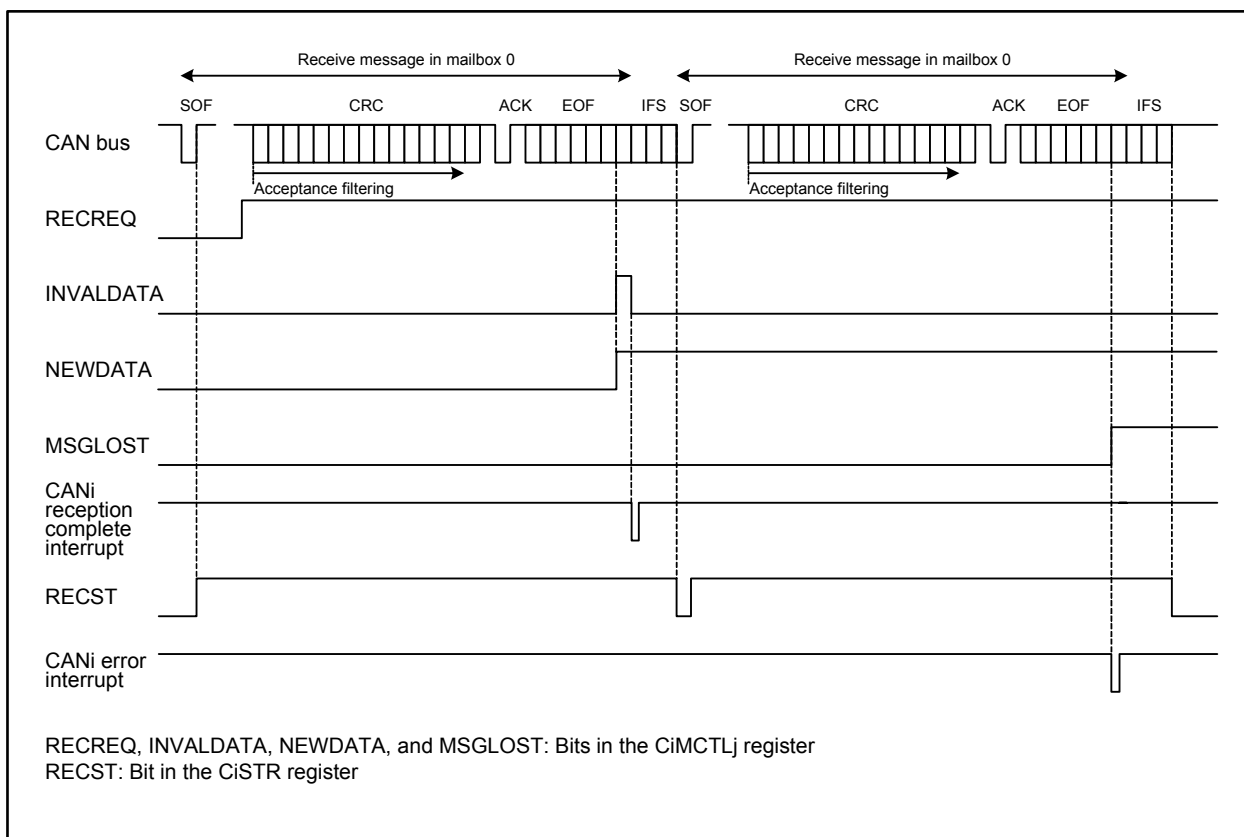 Receive message in mailbox 0 Receive message in mailbox 0
SOF CRC ACK EOF IFS SOF CRC ACK EOF IFS
CAN bus
Acceptance filtering Acceptance filtering
RECREQ
INVALDATA
NEWDATA
MSGLOST
CANi
reception
complete
interrupt
RECST
CANi error
interrupt
RECREQ, INVALDATA, NEWDATA, and MSGLOST: Bits in the CiMCTLj register
RECST: Bit in the CiSTR register